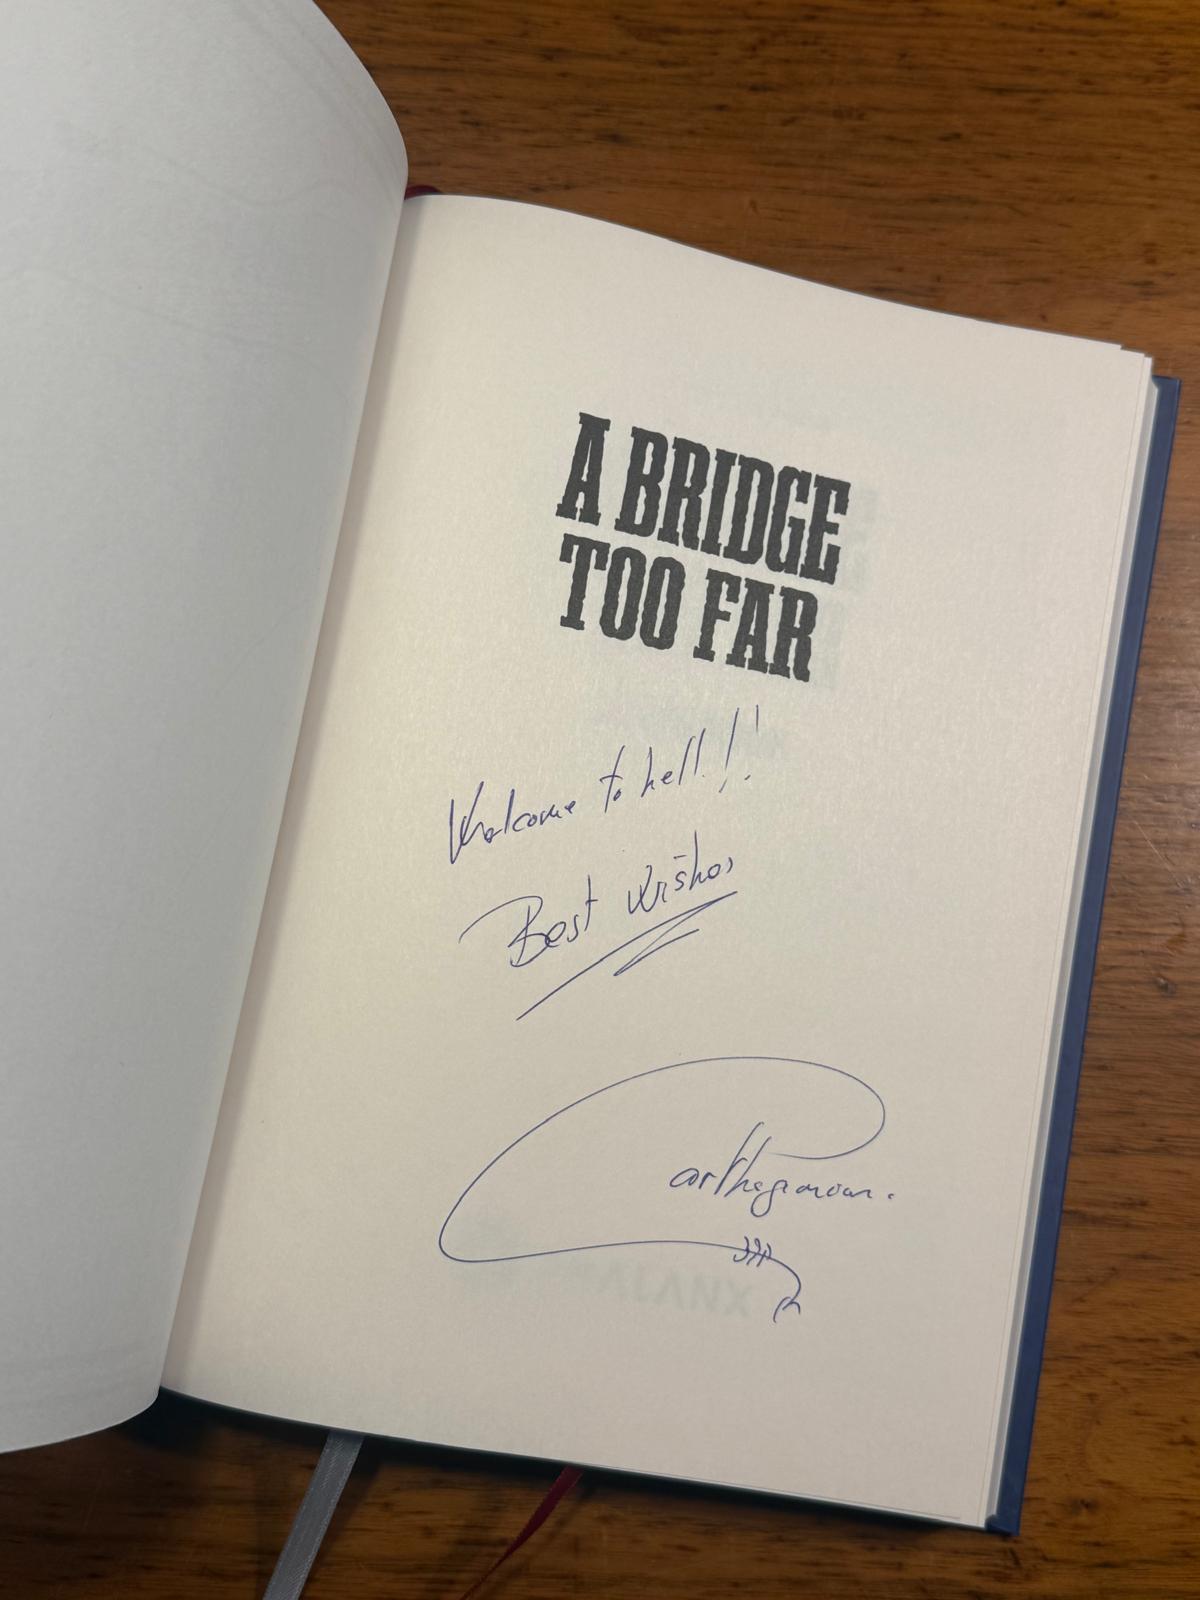 A BRIDGE
TOO FAR
Welcome to hell!!
Best wishes